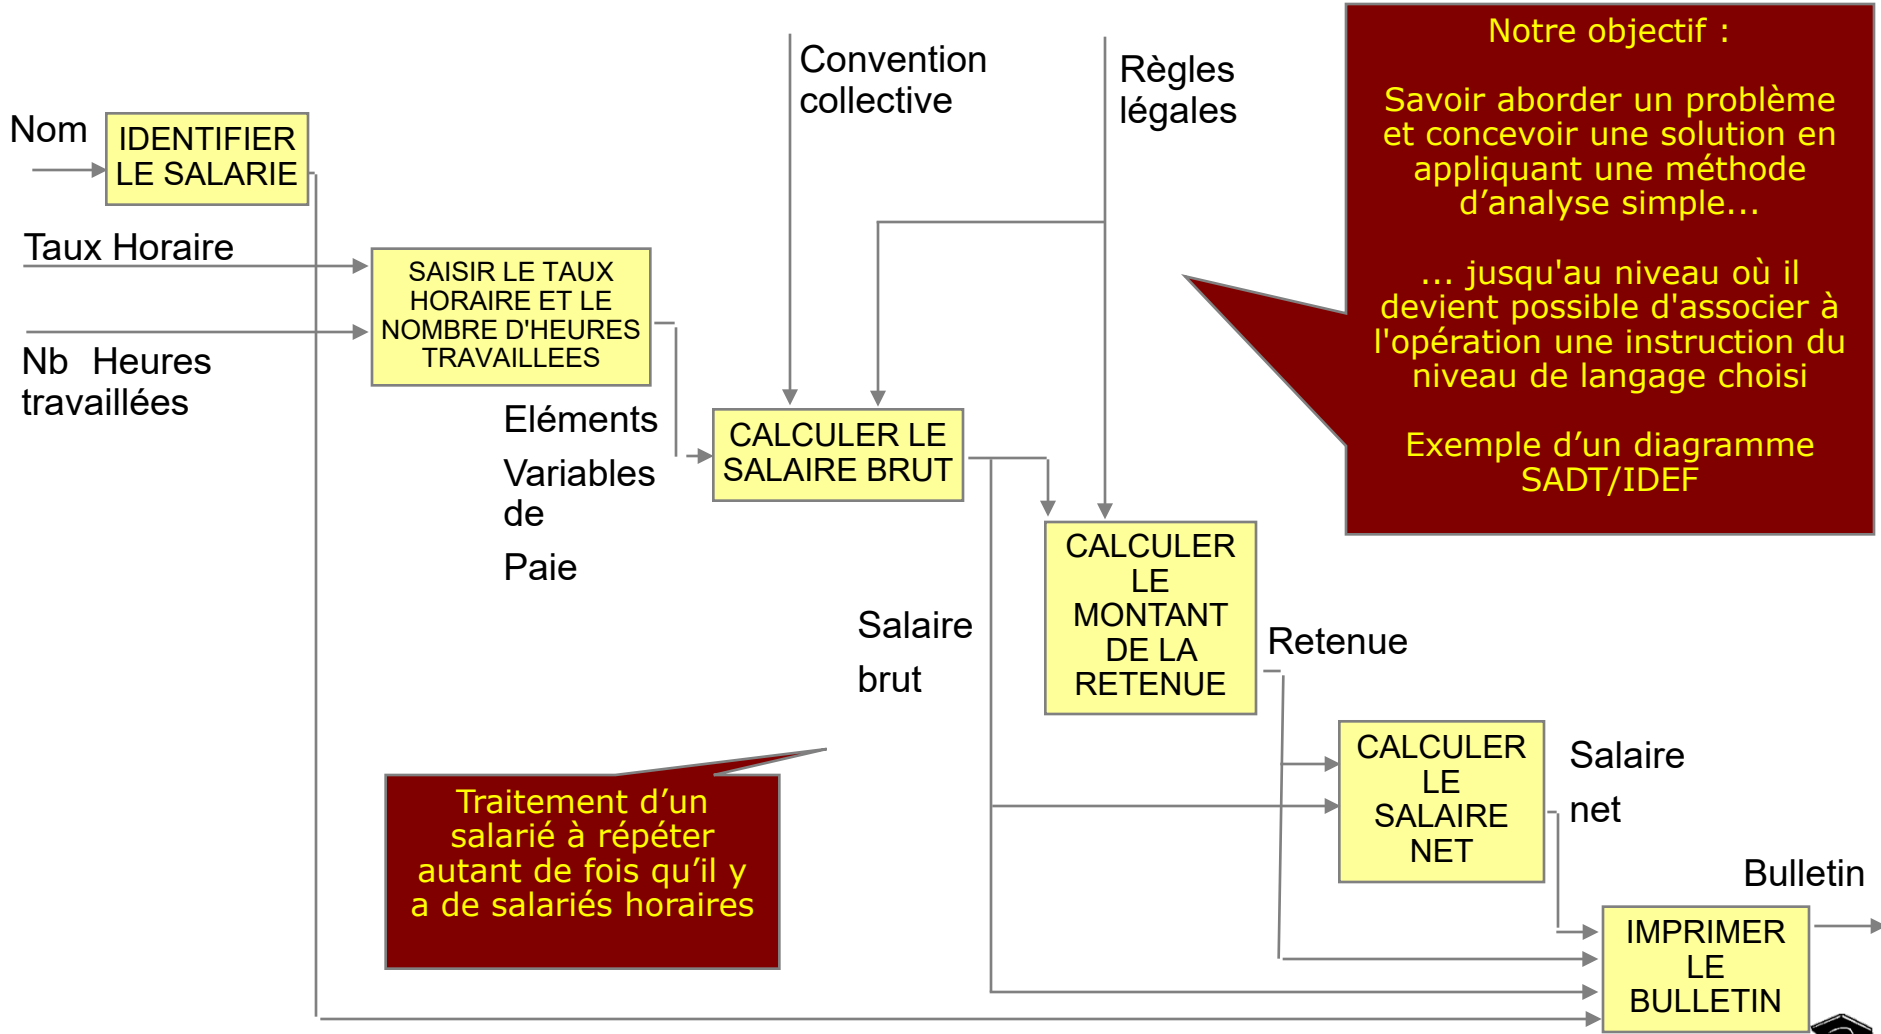 Nom
IDENTIFIER
LE SALARIE
Convention
collective
Règles
légales
Notre objectif :
Savoir aborder un problème
et concevoir une solution en
appliquant une méthode
d’analyse simple...
... jusqu'au niveau où il
devient possible d'associer à
l'opération une instruction du
niveau de langage choisi
Exemple d’un diagramme
SADT/IDEF
Taux Horaire
SAISIR LE TAUX
HORAIRE ET LE
NOMBRE D'HEURES
TRAVAILLEES
Nb Heures
travaillées
Eléments
Variables
de
Paie
CALCULER LE
SALAIRE BRUT
CALCULER
LE
MONTANT
DE LA
RETENUE
Salaire
brut
Retenue
CALCULER
LE
SALAIRE
NET
Salaire
net
Traitement d’un
salarié à répéter
autant de fois qu’il y
a de salariés horaires
Bulletin
IMPRIMER
LE
BULLETIN